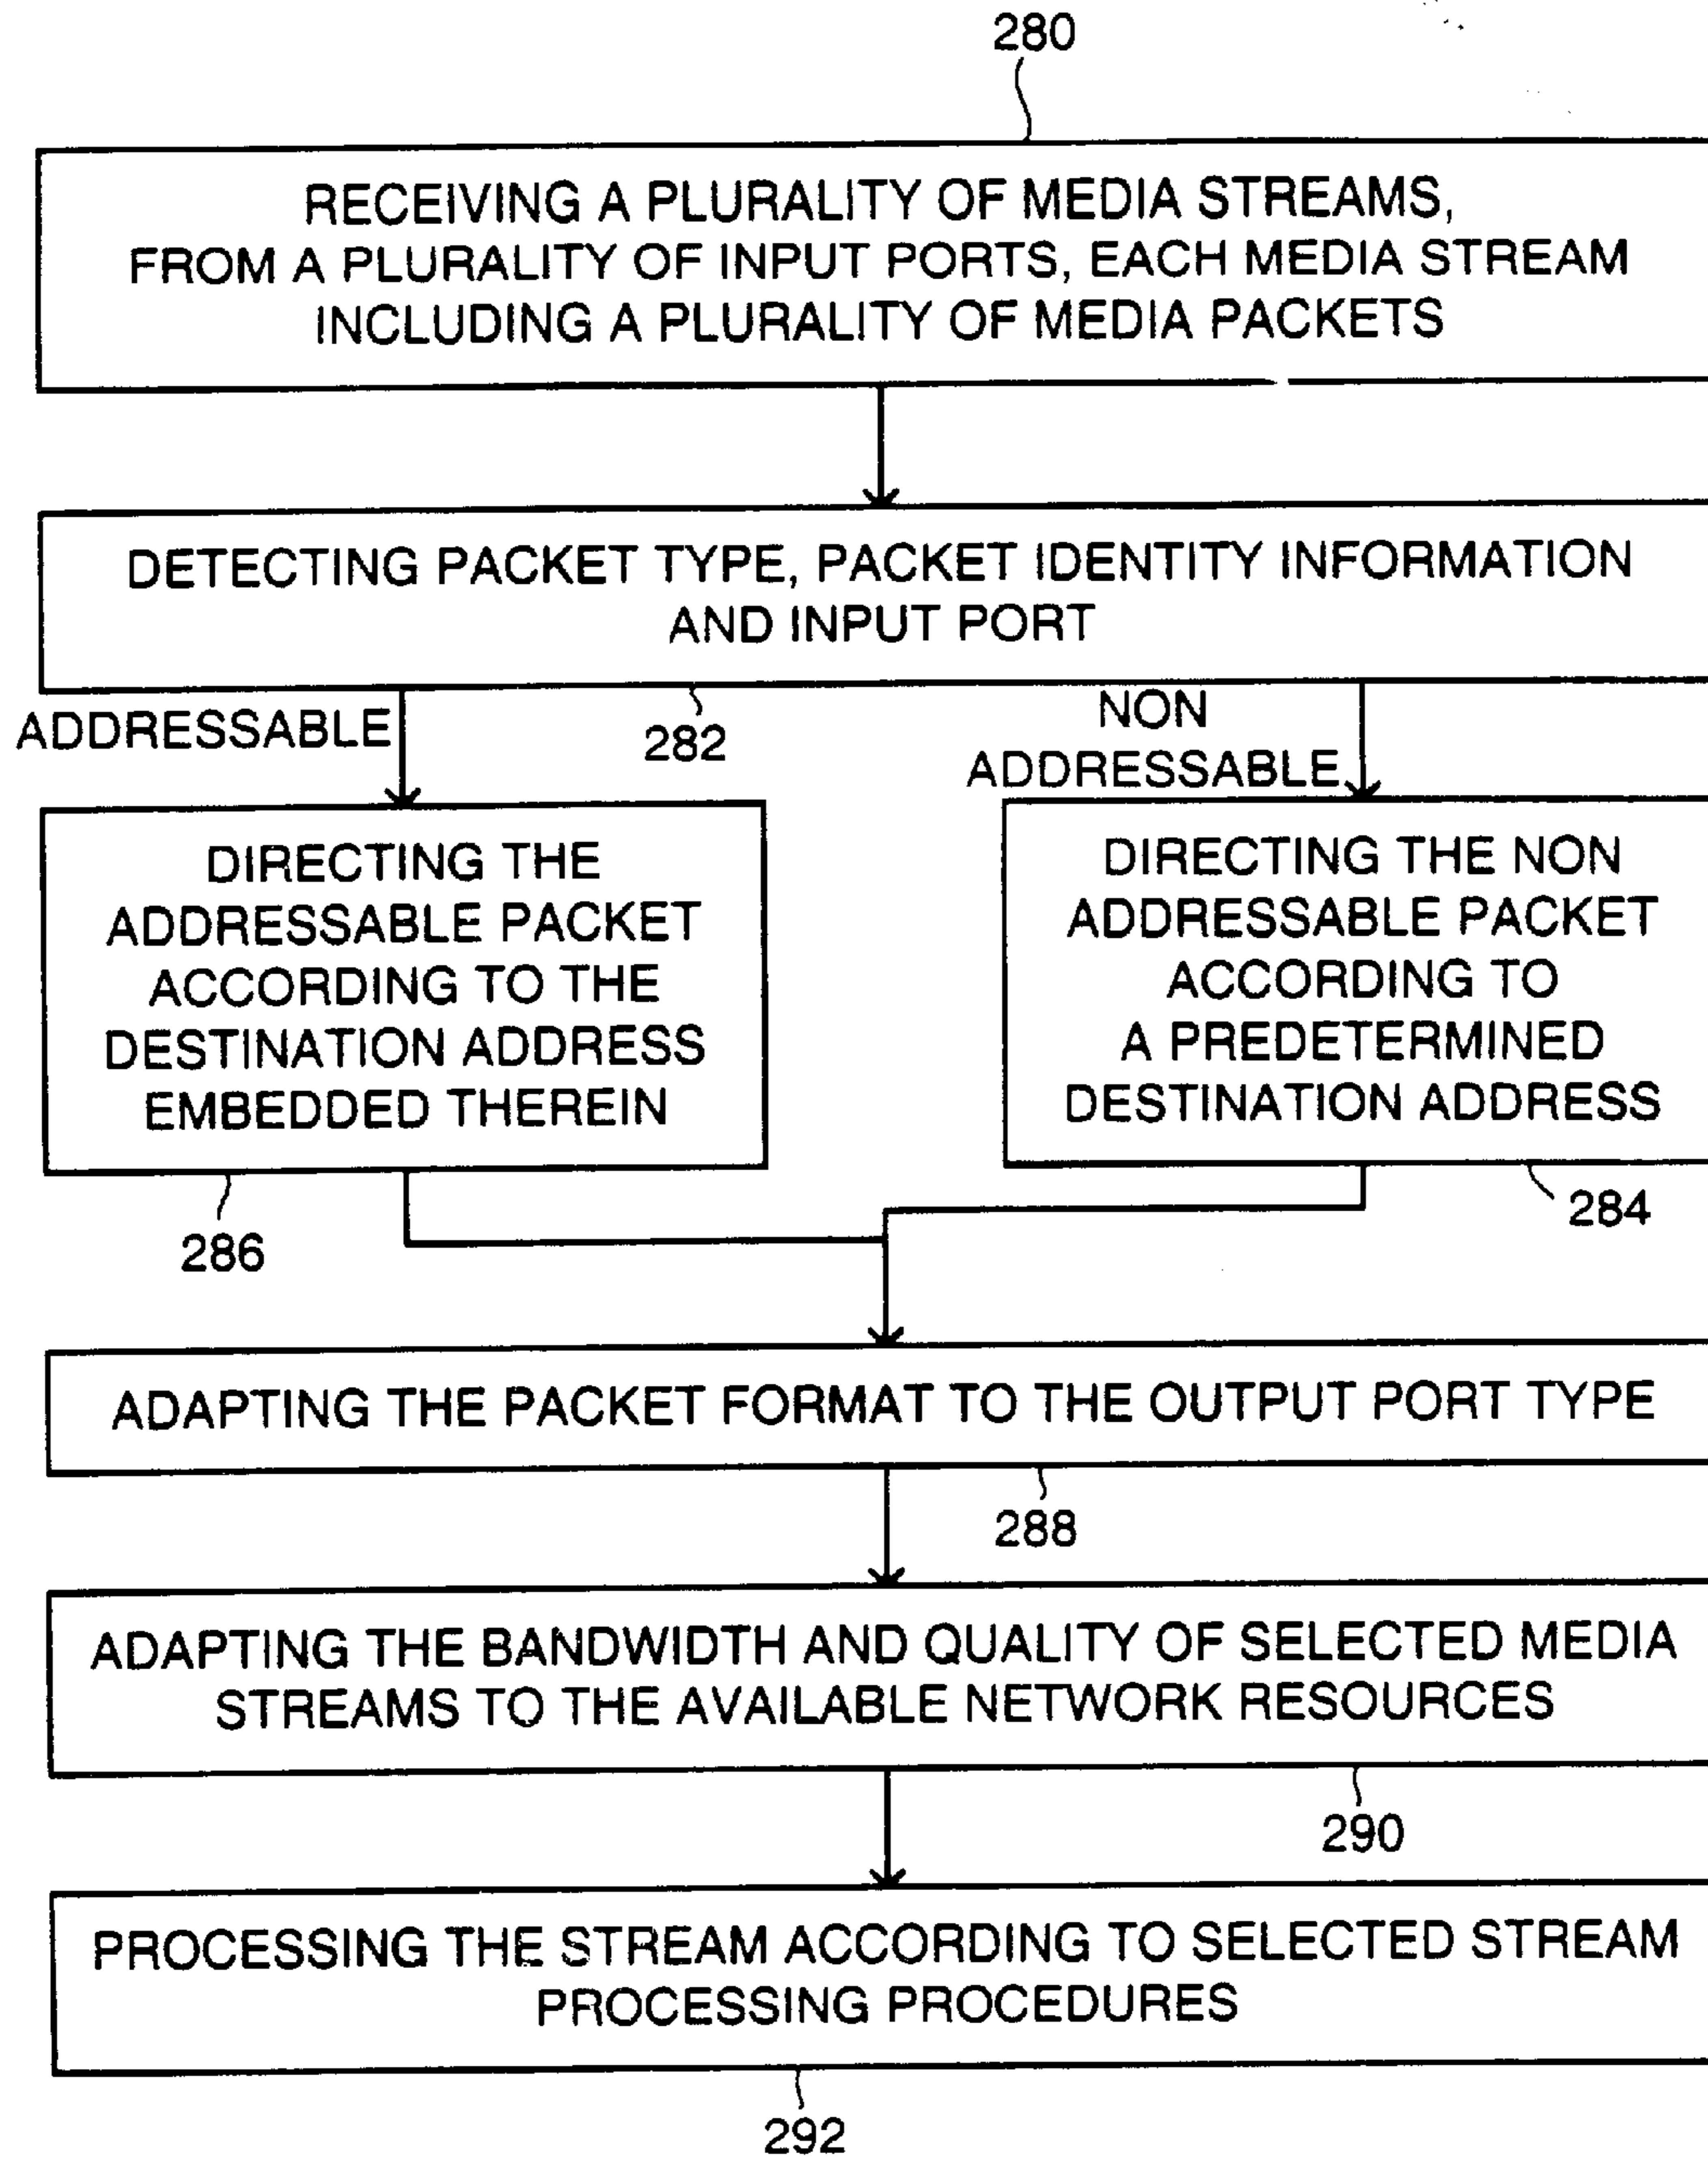 280
RECEIVING A PLURALITY OF MEDIA STREAMS,
FROM A PLURALITY OF INPUT PORTS, EACH MEDIA STREAM
INCLUDING A PLURALITY OF MEDIA PACKETS
DETECTING PACKET TYPE, PACKET IDENTITY INFORMATION
AND INPUT PORT
ADDRESSABLE
282
NON
ADDRESSABLE
DIRECTING THE
ADDRESSABLE PACKET
ACCORDING TO THE
DESTINATION ADDRESS
EMBEDDED THEREIN
286
DIRECTING THE NON
ADDRESSABLE PACKET
ACCORDING TO
A PREDETERMINED
DESTINATION ADDRESS
284
ADAPTING THE PACKET FORMAT TO THE OUTPUT PORT TYPE
288
ADAPTING THE BANDWIDTH AND QUALITY OF SELECTED MEDIA
STREAMS TO THE AVAILABLE NETWORK RESOURCES
290
PROCESSING THE STREAM ACCORDING TO SELECTED STREAM
PROCESSING PROCEDURES
292